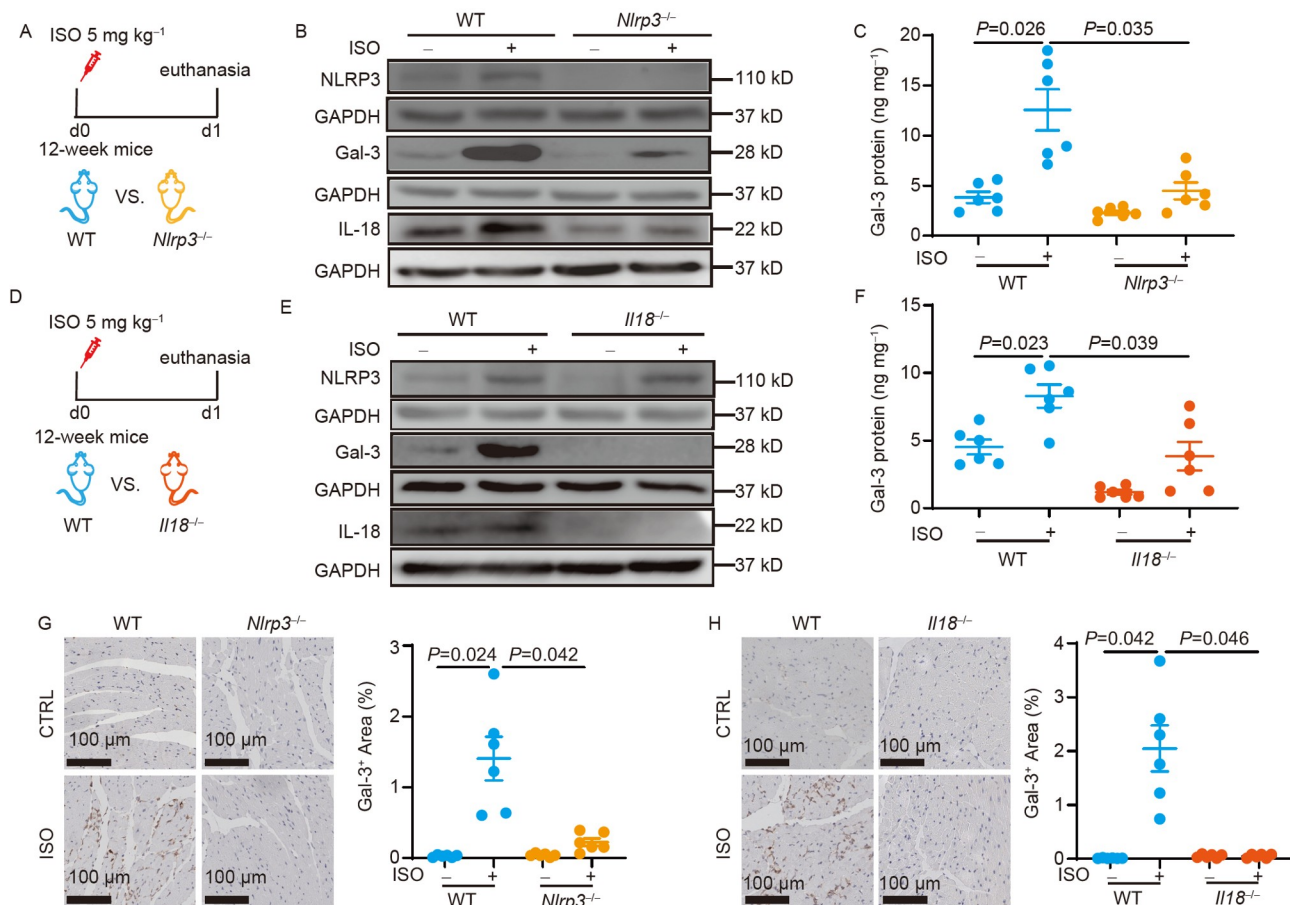 A
ISO 5 mg kg⁻¹
euthanasia
d0 d1
12-week mice
VS.
WT Nlrp3⁻/⁻
B
WT Nlrp3⁻/⁻
ISO – + – +
NLRP3 110 kD
GAPDH 37 kD
Gal-3 28 kD
GAPDH 37 kD
IL-18 22 kD
GAPDH 37 kD
C
P=0.026 P=0.035
Gal-3 protein (ng mg⁻¹)
20
15
10
5
0
ISO – + – +
WT Nlrp3⁻/⁻
D
ISO 5 mg kg⁻¹
euthanasia
d0 d1
12-week mice
VS.
WT Il18⁻/⁻
E
WT Il18⁻/⁻
ISO – + – +
NLRP3 110 kD
GAPDH 37 kD
Gal-3 28 kD
GAPDH 37 kD
IL-18 22 kD
GAPDH 37 kD
F
P=0.023 P=0.039
Gal-3 protein (ng mg⁻¹)
15
10
5
0
ISO – + – +
WT Il18⁻/⁻
G
WT Nlrp3⁻/⁻
CTRL
100 µm 100 µm
ISO
100 µm 100 µm
P=0.024 P=0.042
Gal-3⁺ Area (%)
3
2
1
0
ISO – + – +
WT Nlrp3⁻/⁻
H
WT Il18⁻/⁻
CTRL
100 µm 100 µm
ISO
100 µm 100 µm
P=0.042 P=0.046
Gal-3⁺ Area (%)
4
3
2
1
0
ISO – + – +
WT Il18⁻/⁻